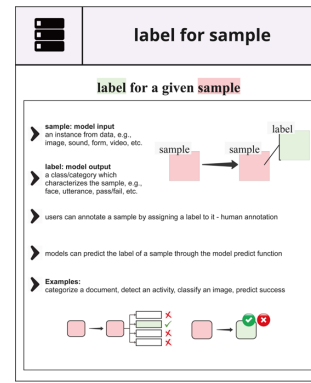 label for sample
label for a given sample
sample: model input
an instance from data, e.g.,
image, sound, form, video, etc.
label
sample
sample
label: model output
a class/category which
characterizes the sample, e.g.,
face, utterance, pass/fail, etc.
users can annotate a sample by assigning a label to it - human annotation
models can predict the label of a sample through the model predict function
Examples:
categorize a document, detect an activity, classify an image, predict success